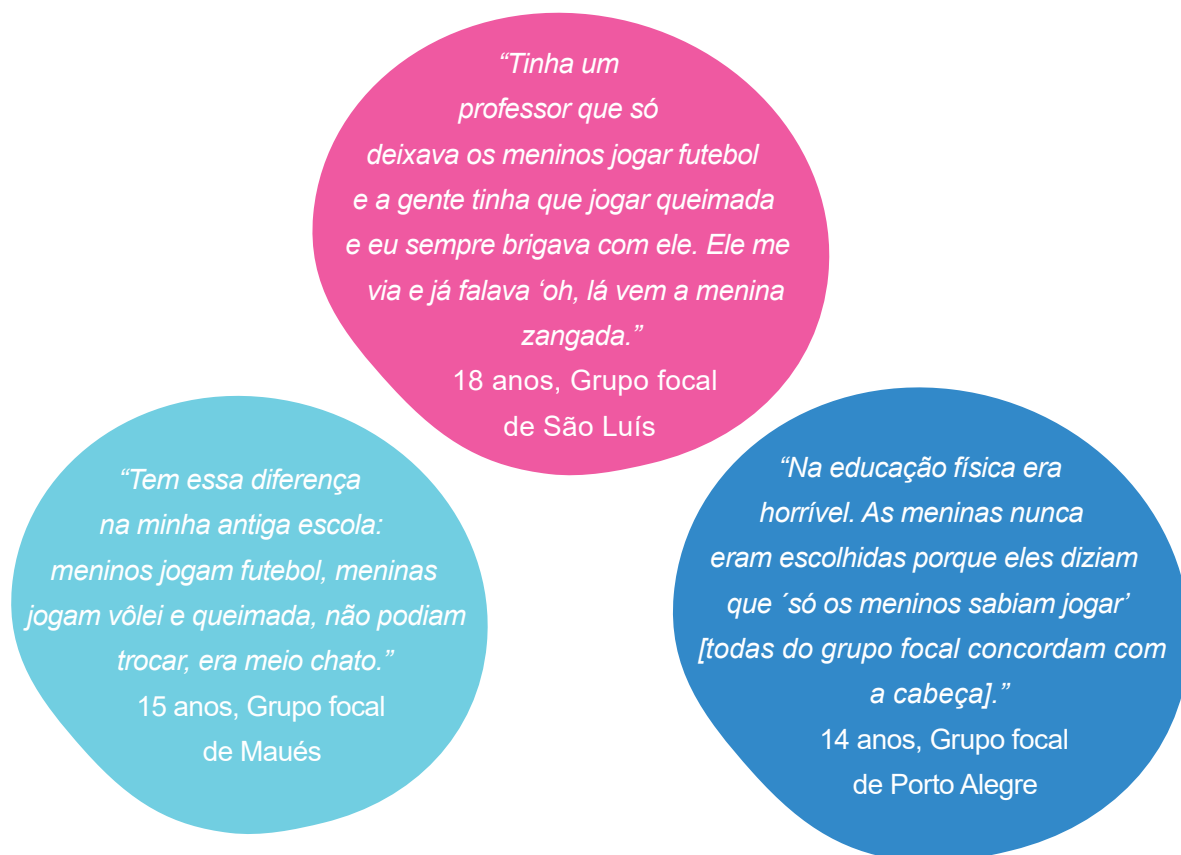 “Tinha um
professor que só
deixava os meninos jogar futebol
e a gente tinha que jogar queimada
e eu sempre brigava com ele. Ele me
via e já falava ‘oh, lá vem a menina
zangada.”
18 anos, Grupo focal
de São Luís
“Tem essa diferença
na minha antiga escola:
meninos jogam futebol, meninas
jogam vôlei e queimada, não podiam
trocar, era meio chato.”
15 anos, Grupo focal
de Maués
“Na educação física era
horrível. As meninas nunca
eram escolhidas porque eles diziam
que ´só os meninos sabiam jogar’
[todas do grupo focal concordam com
a cabeça].”
14 anos, Grupo focal
de Porto Alegre